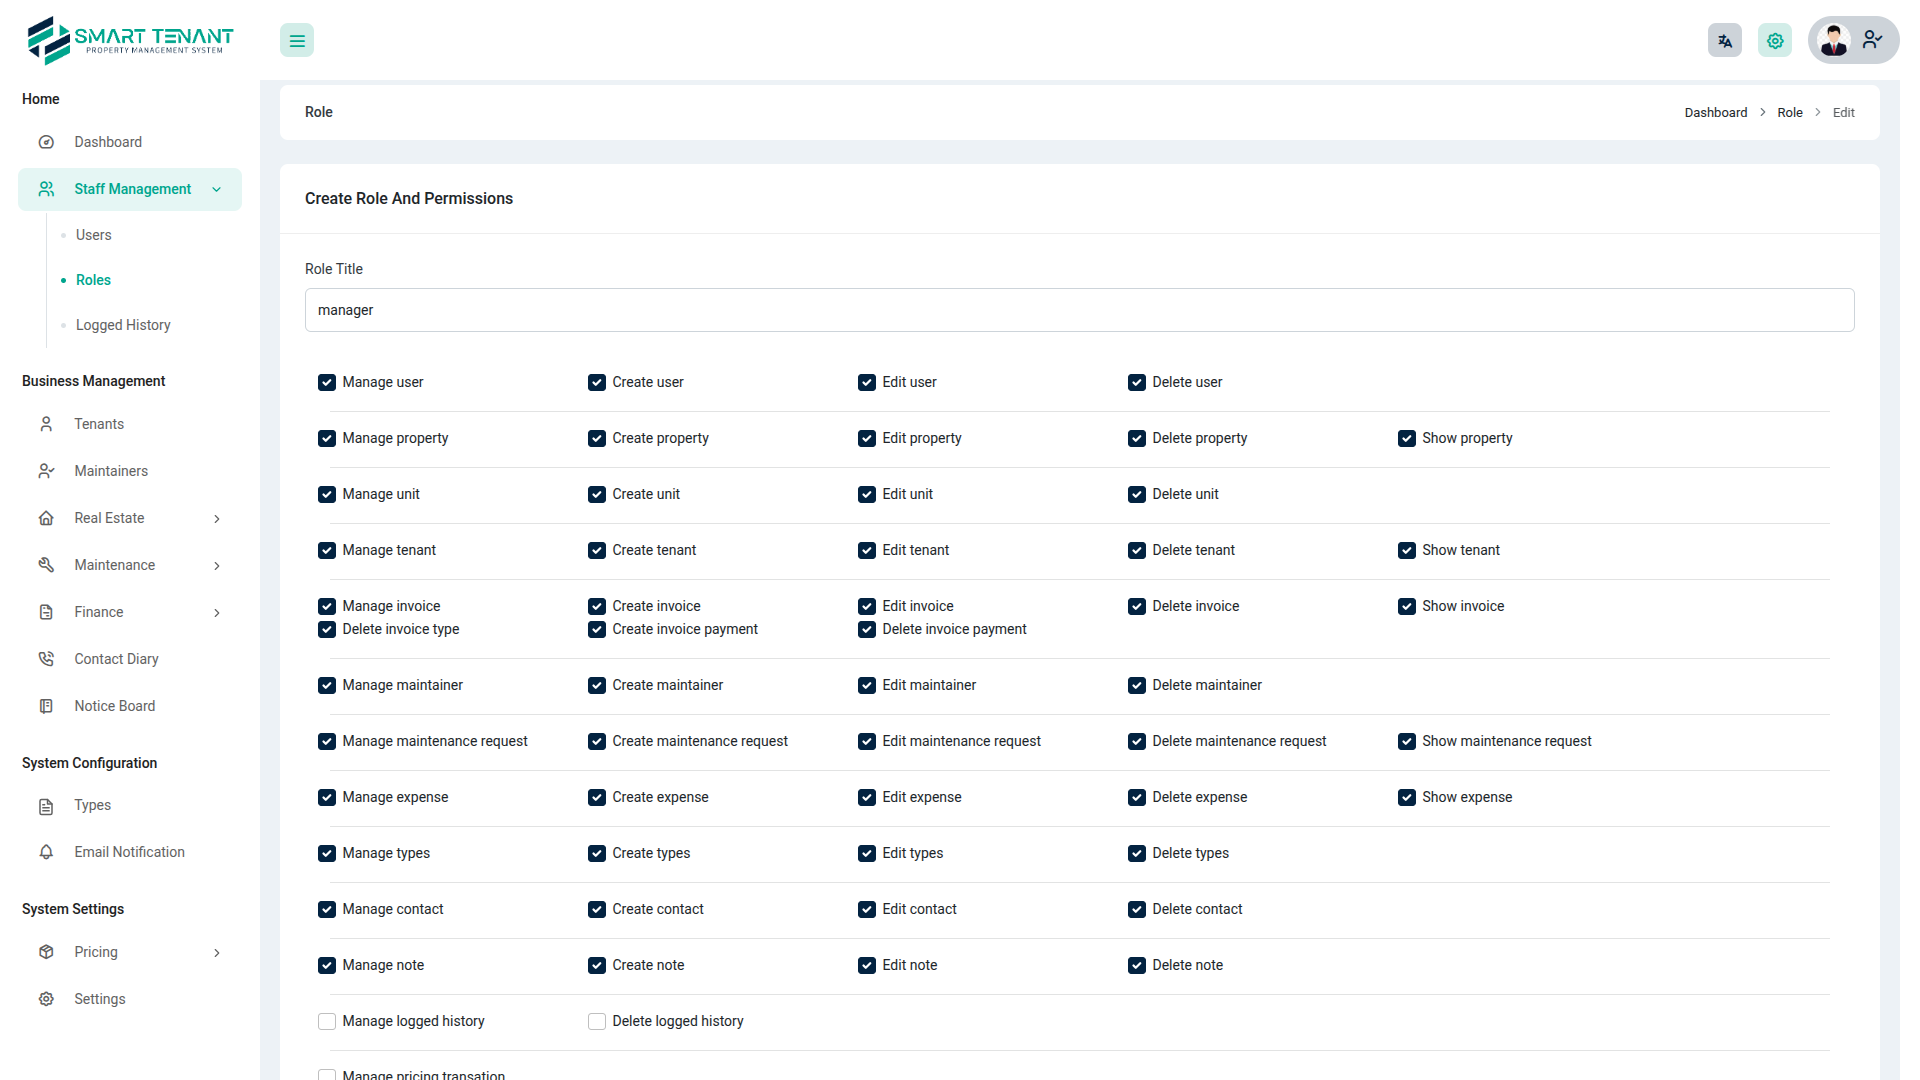 SMART TENANT
PROPERTY MANAGEMENT SYSTEM
Home
Dashboard
Staff Management
Users
Roles
Logged History
Business Management
Tenants
Maintainers
Real Estate
Maintenance
Finance
Contact Diary
Notice Board
System Configuration
Types
Email Notification
System Settings
Pricing
Settings
Role
Dashboard > Role > Edit
Create Role And Permissions
Role Title
manager
Manage user Create user Edit user Delete user
Manage property Create property Edit property Delete property Show property
Manage unit Create unit Edit unit Delete unit
Manage tenant Create tenant Edit tenant Delete tenant Show tenant
Manage invoice Create invoice Edit invoice Delete invoice Show invoice
Delete invoice type Create invoice payment Delete invoice payment
Manage maintainer Create maintainer Edit maintainer Delete maintainer
Manage maintenance request Create maintenance request Edit maintenance request Delete maintenance request Show maintenance request
Manage expense Create expense Edit expense Delete expense Show expense
Manage types Create types Edit types Delete types
Manage contact Create contact Edit contact Delete contact
Manage note Create note Edit note Delete note
Manage logged history Delete logged history
Manage pricing transation